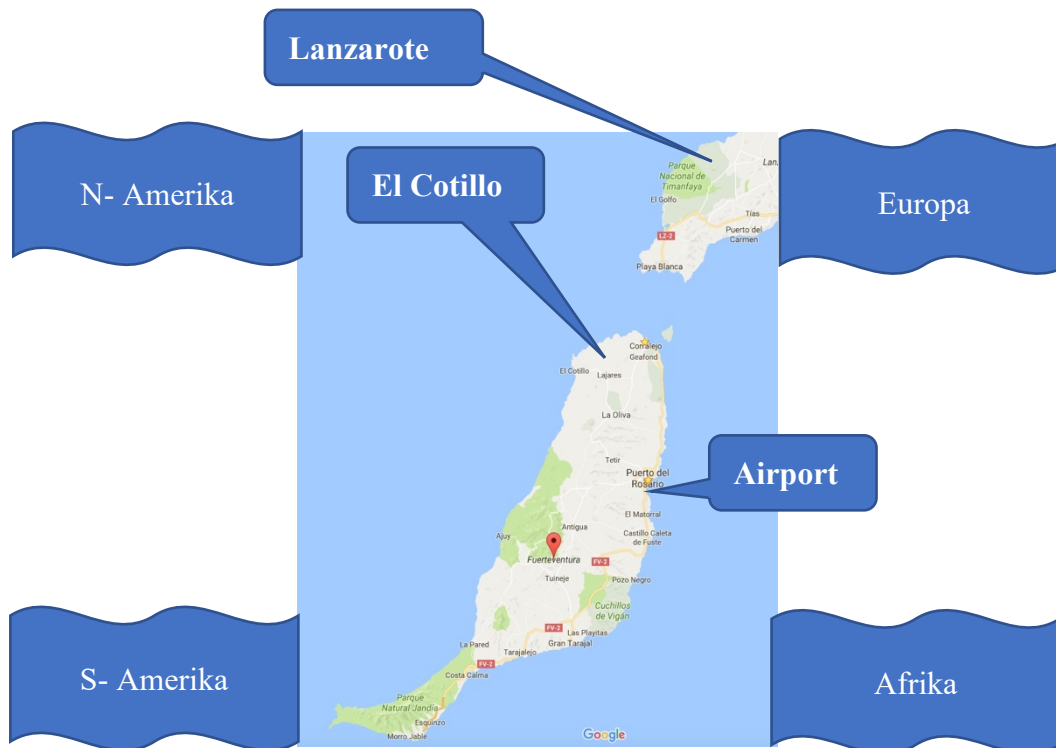 Lanzarote
N- Amerika
El Cotillo
Europa
Parque
Nacional de
Timanfaya
Lanz
El Golfo
Tías
LZ-2
Puerto del
Carmen
Playa Blanca
Corralejo
Geafond
El Cotillo
Lajares
La Oliva
Tetir
Puerto del
Rosario
Airport
El Matorral
Antigua
Castillo Caleta
de Fuste
Ajuy
Fuerteventura
FV-2
Tuineje
Pozo Negro
Cuchillos
de Vigán
FV-2
Las Playitas
La Pared
Gran Tarajal
Tarajalejo
FV-2
Costa Calma
S- Amerika
Afrika
Parque
Natural Jandía
Esquinzo
Morro Jable
Google